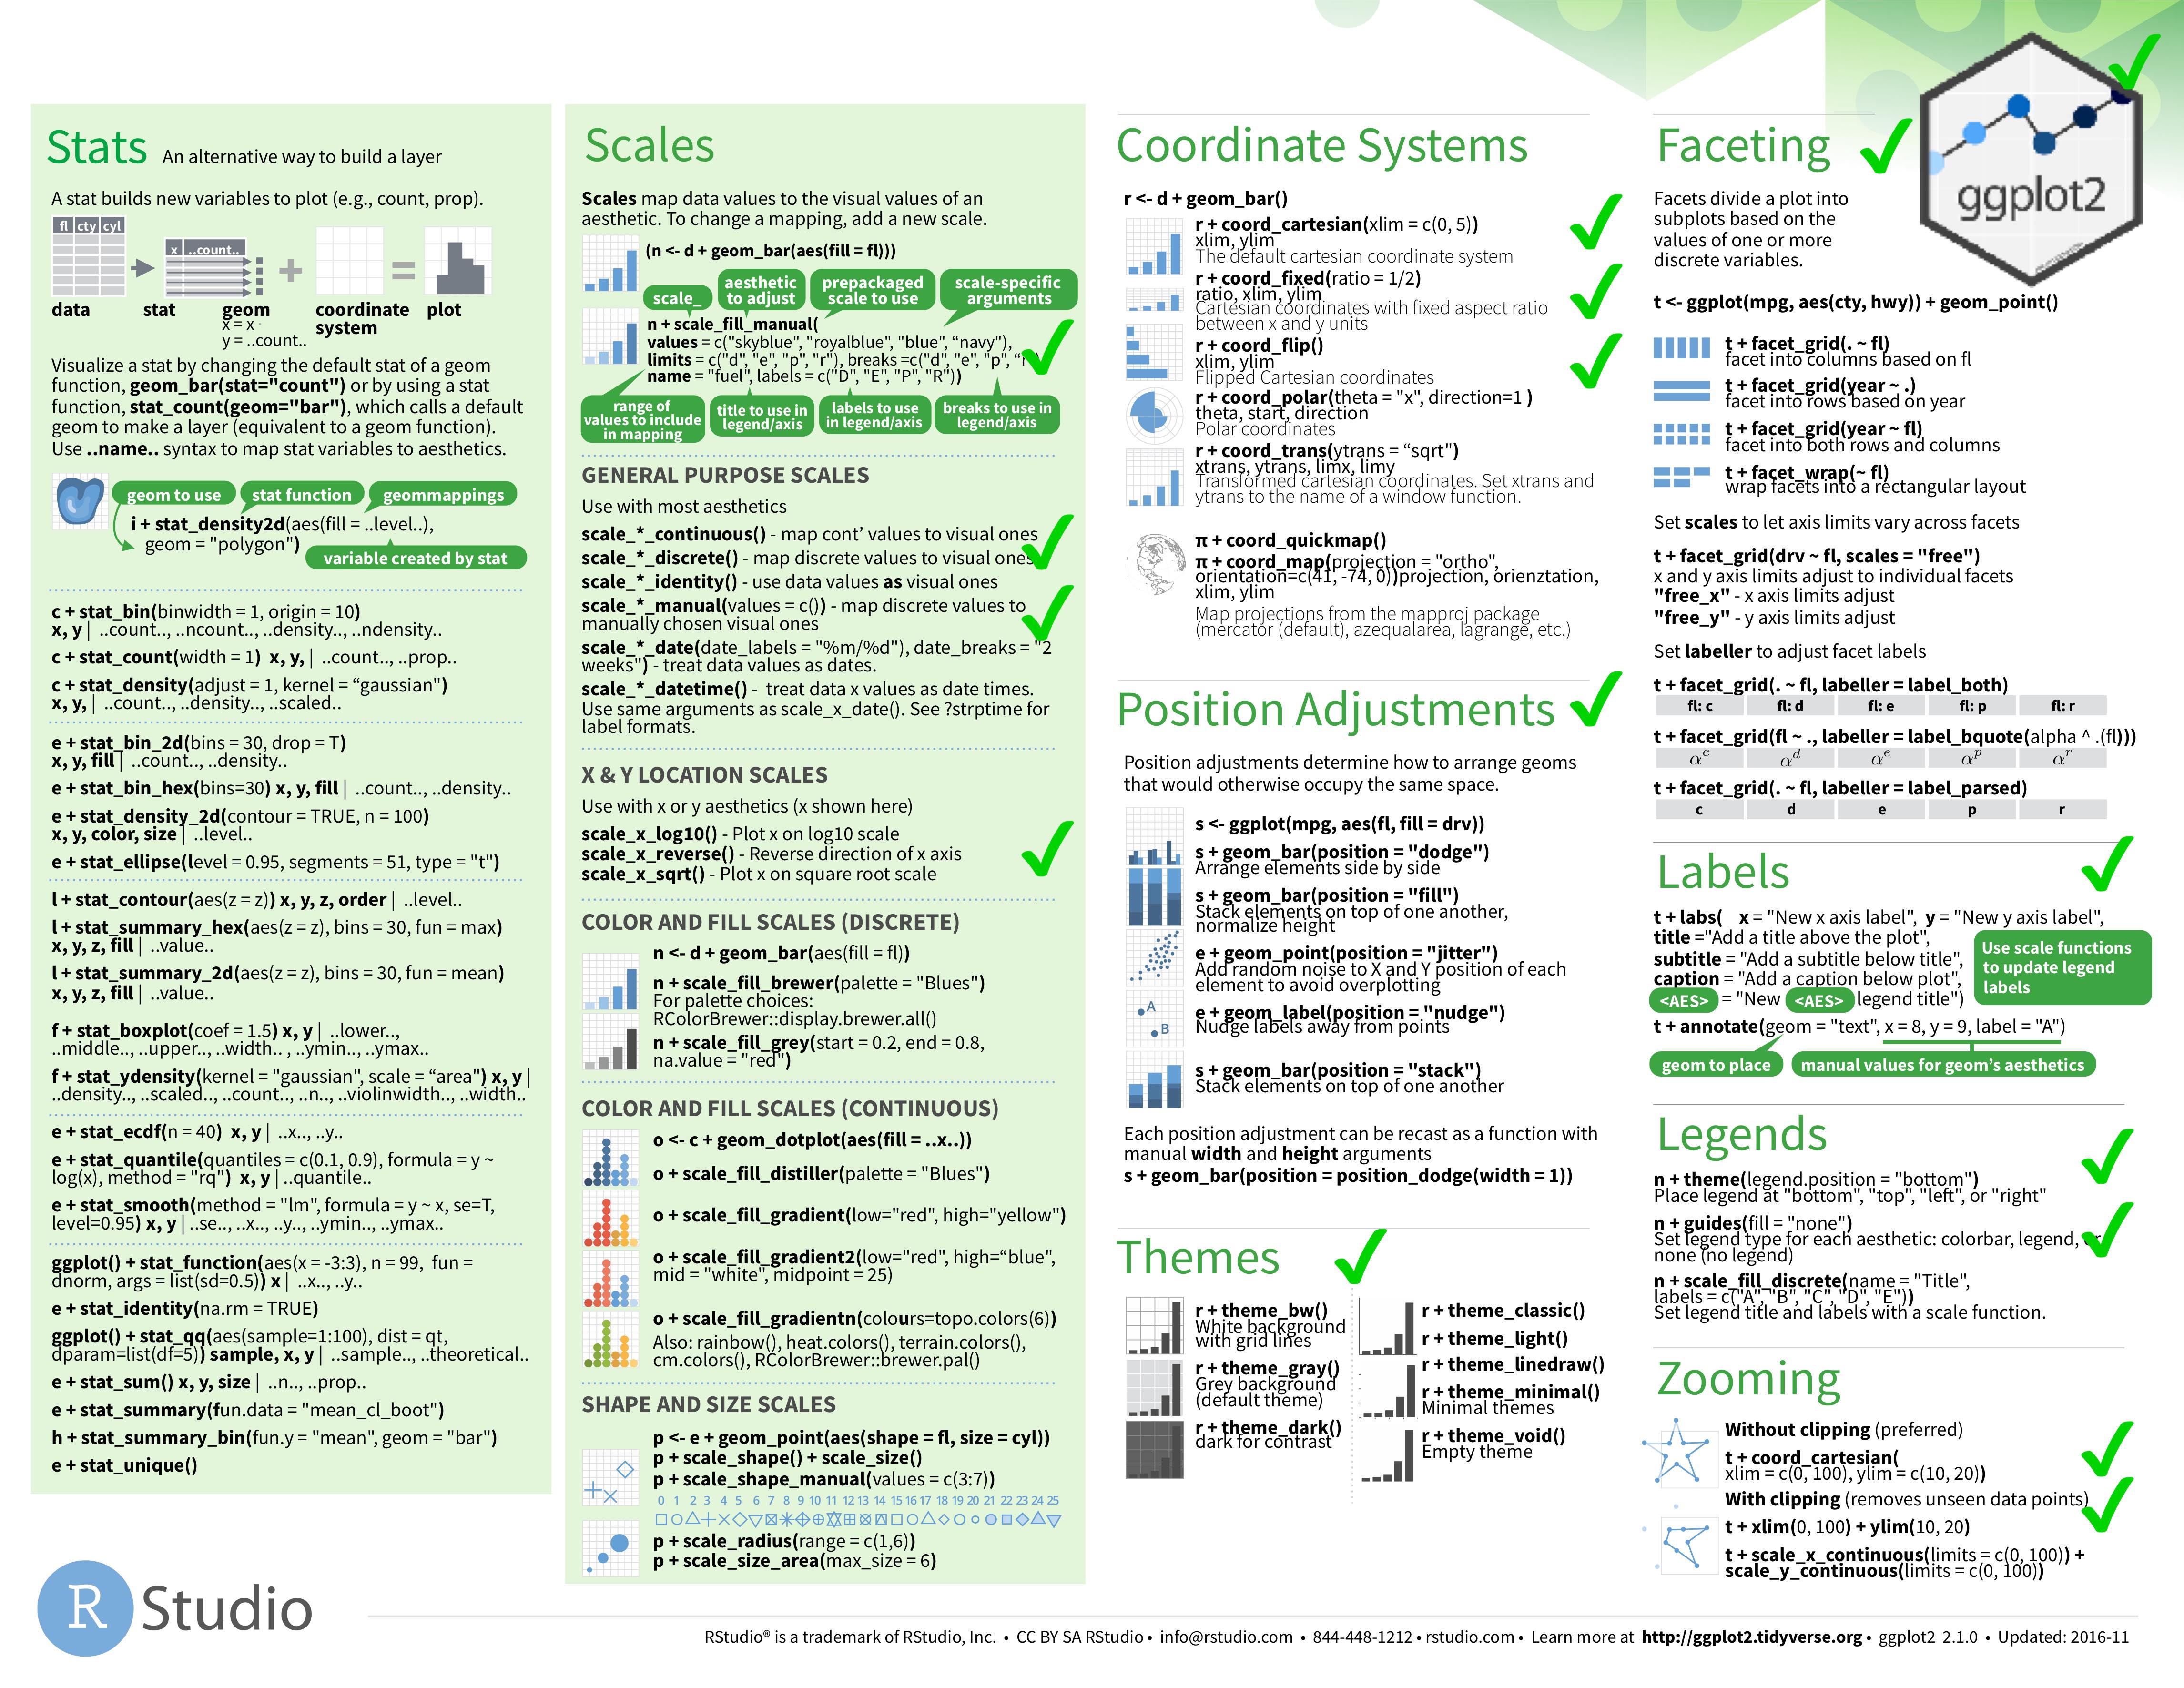 Stats An alternative way to build a layer
A stat builds new variables to plot (e.g., count, prop).
fl cty cyl
x ..count..
+ =
data stat geom coordinate plot
x = x ·
system
y = ..count..
Visualize a stat by changing the default stat of a geom
function, geom_bar(stat="count") or by using a stat
function, stat_count(geom="bar"), which calls a default
geom to make a layer (equivalent to a geom function).
Use ..name.. syntax to map stat variables to aesthetics.
geom to use stat function geommappings
i + stat_density2d(aes(fill = ..level..),
geom = "polygon")
variable created by stat
c + stat_bin(binwidth = 1, origin = 10)
x, y | ..count.., ..ncount.., ..density.., ..ndensity..
c + stat_count(width = 1) x, y, | ..count.., ..prop..
c + stat_density(adjust = 1, kernel = “gaussian")
x, y, | ..count.., ..density.., ..scaled..
e + stat_bin_2d(bins = 30, drop = T)
x, y, fill | ..count.., ..density..
e + stat_bin_hex(bins=30) x, y, fill | ..count.., ..density..
e + stat_density_2d(contour = TRUE, n = 100)
x, y, color, size | ..level..
e + stat_ellipse(level = 0.95, segments = 51, type = "t")
l + stat_contour(aes(z = z)) x, y, z, order | ..level..
l + stat_summary_hex(aes(z = z), bins = 30, fun = max)
x, y, z, fill | ..value..
l + stat_summary_2d(aes(z = z), bins = 30, fun = mean)
x, y, z, fill | ..value..
f + stat_boxplot(coef = 1.5) x, y | ..lower..,
..middle.., ..upper.., ..width.. , ..ymin.., ..ymax..
f + stat_ydensity(kernel = "gaussian", scale = “area") x, y |
..density.., ..scaled.., ..count.., ..n.., ..violinwidth.., ..width..
e + stat_ecdf(n = 40) x, y | ..x.., ..y..
e + stat_quantile(quantiles = c(0.1, 0.9), formula = y ~
log(x), method = "rq") x, y | ..quantile..
e + stat_smooth(method = "lm", formula = y ~ x, se=T,
level=0.95) x, y | ..se.., ..x.., ..y.., ..ymin.., ..ymax..
ggplot() + stat_function(aes(x = -3:3), n = 99, fun =
dnorm, args = list(sd=0.5)) x | ..x.., ..y..
e + stat_identity(na.rm = TRUE)
ggplot() + stat_qq(aes(sample=1:100), dist = qt,
dparam=list(df=5)) sample, x, y | ..sample.., ..theoretical..
e + stat_sum() x, y, size | ..n.., ..prop..
e + stat_summary(fun.data = "mean_cl_boot")
h + stat_summary_bin(fun.y = "mean", geom = "bar")
e + stat_unique()
Scales
Scales map data values to the visual values of an
aesthetic. To change a mapping, add a new scale.
(n <- d + geom_bar(aes(fill = fl)))
scale_
aesthetic
to adjust
prepackaged
scale to use
scale-specific
arguments
n + scale_fill_manual(
values = c("skyblue", "royalblue", "blue", “navy"),
limits = c("d", "e", "p", "r"), breaks =c("d", "e", "p", “r")
name = "fuel", labels = c("D", "E", "P", "R"))
range of
values to include
in mapping
title to use in
legend/axis
labels to use
in legend/axis
breaks to use in
legend/axis
GENERAL PURPOSE SCALES
Use with most aesthetics
scale_*_continuous() - map cont’ values to visual ones
scale_*_discrete() - map discrete values to visual ones
scale_*_identity() - use data values as visual ones
scale_*_manual(values = c()) - map discrete values to
manually chosen visual ones
scale_*_date(date_labels = "%m/%d"), date_breaks = "2
weeks") - treat data values as dates.
scale_*_datetime() - treat data x values as date times.
Use same arguments as scale_x_date(). See ?strptime for
label formats.
X & Y LOCATION SCALES
Use with x or y aesthetics (x shown here)
scale_x_log10() - Plot x on log10 scale
scale_x_reverse() - Reverse direction of x axis
scale_x_sqrt() - Plot x on square root scale
COLOR AND FILL SCALES (DISCRETE)
n <- d + geom_bar(aes(fill = fl))
n + scale_fill_brewer(palette = "Blues")
For palette choices:
RColorBrewer::display.brewer.all()
n + scale_fill_grey(start = 0.2, end = 0.8,
na.value = "red")
COLOR AND FILL SCALES (CONTINUOUS)
o <- c + geom_dotplot(aes(fill = ..x..))
o + scale_fill_distiller(palette = "Blues")
o + scale_fill_gradient(low="red", high="yellow")
o + scale_fill_gradient2(low="red", high=“blue",
mid = "white", midpoint = 25)
o + scale_fill_gradientn(colours=topo.colors(6))
Also: rainbow(), heat.colors(), terrain.colors(),
cm.colors(), RColorBrewer::brewer.pal()
SHAPE AND SIZE SCALES
p <- e + geom_point(aes(shape = fl, size = cyl))
p + scale_shape() + scale_size()
p + scale_shape_manual(values = c(3:7))
0 1 2 3 4 5 6 7 8 9 10 11 12 13 14 15 16 17 18 19 20 21 22 23 24 25
p + scale_radius(range = c(1,6))
p + scale_size_area(max_size = 6)
Coordinate Systems
r <- d + geom_bar()
r + coord_cartesian(xlim = c(0, 5))
xlim, ylim
The default cartesian coordinate system
r + coord_fixed(ratio = 1/2)
ratio, xlim, ylim
Cartesian coordinates with fixed aspect ratio
between x and y units
r + coord_flip()
xlim, ylim
Flipped Cartesian coordinates
r + coord_polar(theta = "x", direction=1 )
theta, start, direction
Polar coordinates
r + coord_trans(ytrans = “sqrt")
xtrans, ytrans, limx, limy
Transformed cartesian coordinates. Set xtrans and
ytrans to the name of a window function.
π + coord_quickmap()
π + coord_map(projection = "ortho",
orientation=c(41, -74, 0))projection, orienztation,
xlim, ylim
Map projections from the mapproj package
(mercator (default), azequalarea, lagrange, etc.)
Position Adjustments
Position adjustments determine how to arrange geoms
that would otherwise occupy the same space.
s <- ggplot(mpg, aes(fl, fill = drv))
s + geom_bar(position = "dodge")
Arrange elements side by side
s + geom_bar(position = "fill")
Stack elements on top of one another,
normalize height
e + geom_point(position = "jitter")
Add random noise to X and Y position of each
element to avoid overplotting
A
B
e + geom_label(position = "nudge")
Nudge labels away from points
s + geom_bar(position = "stack")
Stack elements on top of one another
Each position adjustment can be recast as a function with
manual width and height arguments
s + geom_bar(position = position_dodge(width = 1))
Themes
r + theme_bw()
White background
with grid lines
r + theme_gray()
Grey background
(default theme)
r + theme_dark()
dark for contrast
r + theme_classic()
r + theme_light()
r + theme_linedraw()
r + theme_minimal()
Minimal themes
r + theme_void()
Empty theme
Faceting
ggplot2
Facets divide a plot into
subplots based on the
values of one or more
discrete variables.
t <- ggplot(mpg, aes(cty, hwy)) + geom_point()
t + facet_grid(. ~ fl)
facet into columns based on fl
t + facet_grid(year ~ .)
facet into rows based on year
t + facet_grid(year ~ fl)
facet into both rows and columns
t + facet_wrap(~ fl)
wrap facets into a rectangular layout
Set scales to let axis limits vary across facets
t + facet_grid(drv ~ fl, scales = "free")
x and y axis limits adjust to individual facets
"free_x" - x axis limits adjust
"free_y" - y axis limits adjust
Set labeller to adjust facet labels
t + facet_grid(. ~ fl, labeller = label_both)
fl: c fl: d fl: e fl: p fl: r
t + facet_grid(fl ~ ., labeller = label_bquote(alpha ^ .(fl)))
α^c α^d α^e α^p α^r
t + facet_grid(. ~ fl, labeller = label_parsed)
c d e p r
Labels
t + labs( x = "New x axis label", y = "New y axis label",
title ="Add a title above the plot",
subtitle = "Add a subtitle below title",
caption = "Add a caption below plot",
<AES> = "New <AES> legend title")
Use scale functions
to update legend
labels
t + annotate(geom = "text", x = 8, y = 9, label = "A")
geom to place manual values for geom’s aesthetics
Legends
n + theme(legend.position = "bottom")
Place legend at "bottom", "top", "left", or "right"
n + guides(fill = "none")
Set legend type for each aesthetic: colorbar, legend, or
none (no legend)
n + scale_fill_discrete(name = "Title",
labels = c("A", "B", "C", "D", "E"))
Set legend title and labels with a scale function.
Zooming
Without clipping (preferred)
t + coord_cartesian(
xlim = c(0, 100), ylim = c(10, 20))
With clipping (removes unseen data points)
t + xlim(0, 100) + ylim(10, 20)
t + scale_x_continuous(limits = c(0, 100)) +
scale_y_continuous(limits = c(0, 100))
R Studio
RStudio® is a trademark of RStudio, Inc. • CC BY SA RStudio • info@rstudio.com • 844-448-1212 • rstudio.com • Learn more at http://ggplot2.tidyverse.org • ggplot2 2.1.0 • Updated: 2016-11